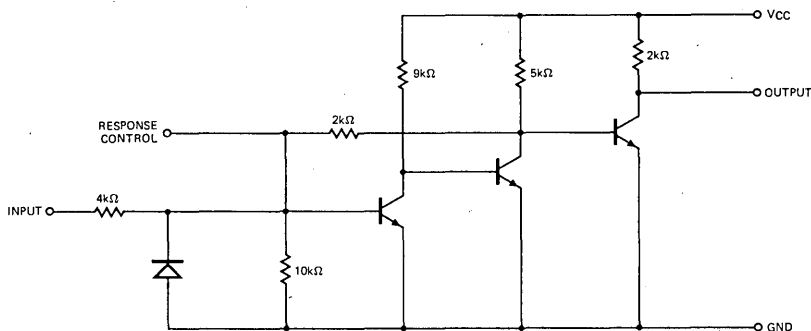 VCC
9kΩ
5kΩ
2kΩ
OUTPUT
RESPONSE
CONTROL
2kΩ
INPUT
4kΩ
10kΩ
GND